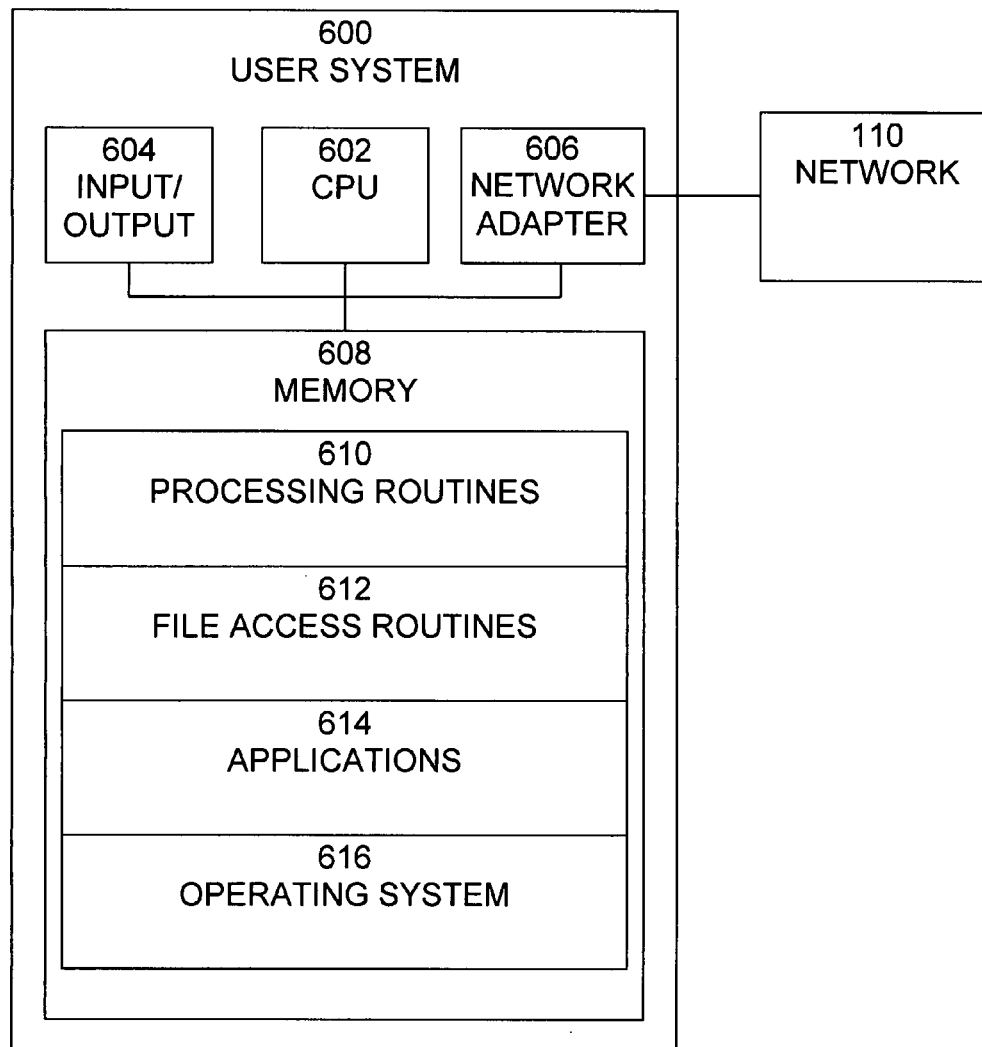 600
USER SYSTEM
604
INPUT/
OUTPUT
602
CPU
606
NETWORK
ADAPTER
110
NETWORK
608
MEMORY
610
PROCESSING ROUTINES
612
FILE ACCESS ROUTINES
614
APPLICATIONS
616
OPERATING SYSTEM